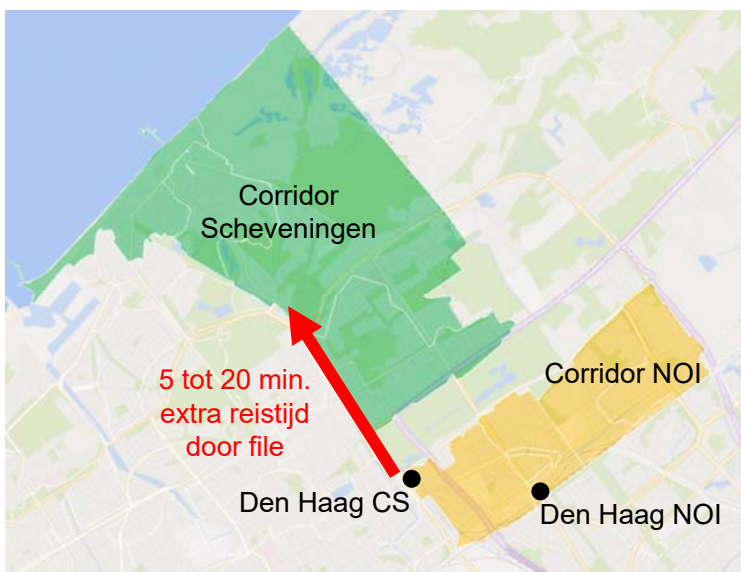 Corridor
Scheveningen
5 tot 20 min.
extra reistijd
door file
Corridor NOI
Den Haag CS
Den Haag NOI